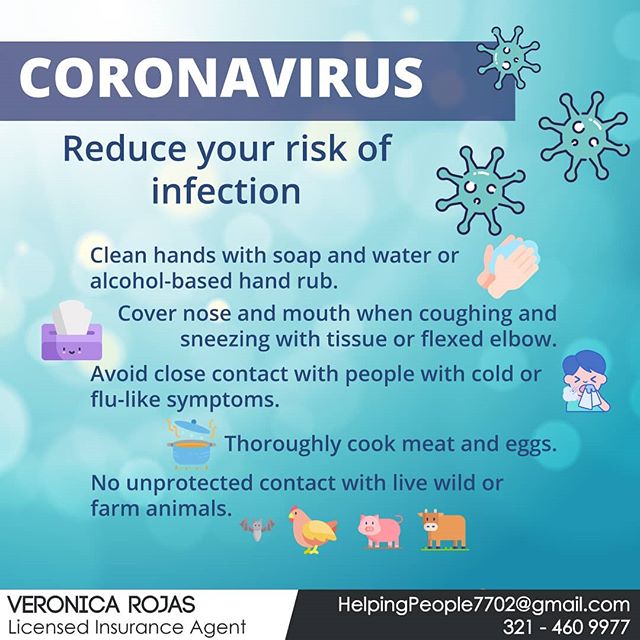 CORONAVIRUS
Reduce your risk of
infection
Clean hands with soap and water or
alcohol-based hand rub.
Cover nose and mouth when coughing and
sneezing with tissue or flexed elbow.
Avoid close contact with people with cold or
flu-like symptoms.
Thoroughly cook meat and eggs.
No unprotected contact with live wild or
farm animals.
VERONICA ROJAS
Licensed Insurance Agent
HelpingPeople7702@gmail.com
321 - 460 9977